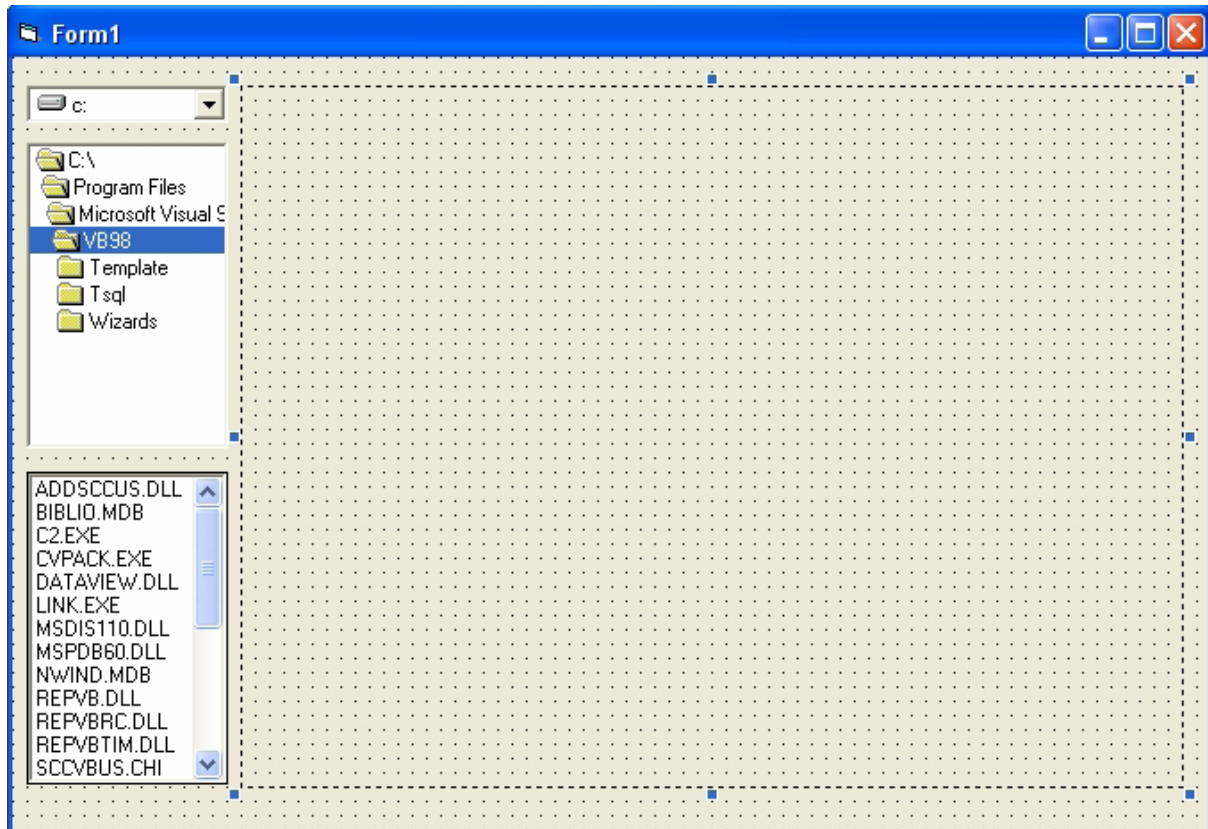 Form1
c:
C:\
Program Files
Microsoft Visual S
VB98
Template
Tsql
Wizards
ADDSCCUS.DLL
BIBLIO.MDB
C2.EXE
CVPACK.EXE
DATAVIEW.DLL
LINK.EXE
MSDIS110.DLL
MSPDB60.DLL
NWIND.MDB
REPVB.DLL
REPVBRC.DLL
REPVBTIM.DLL
SCCVBUS.CHI